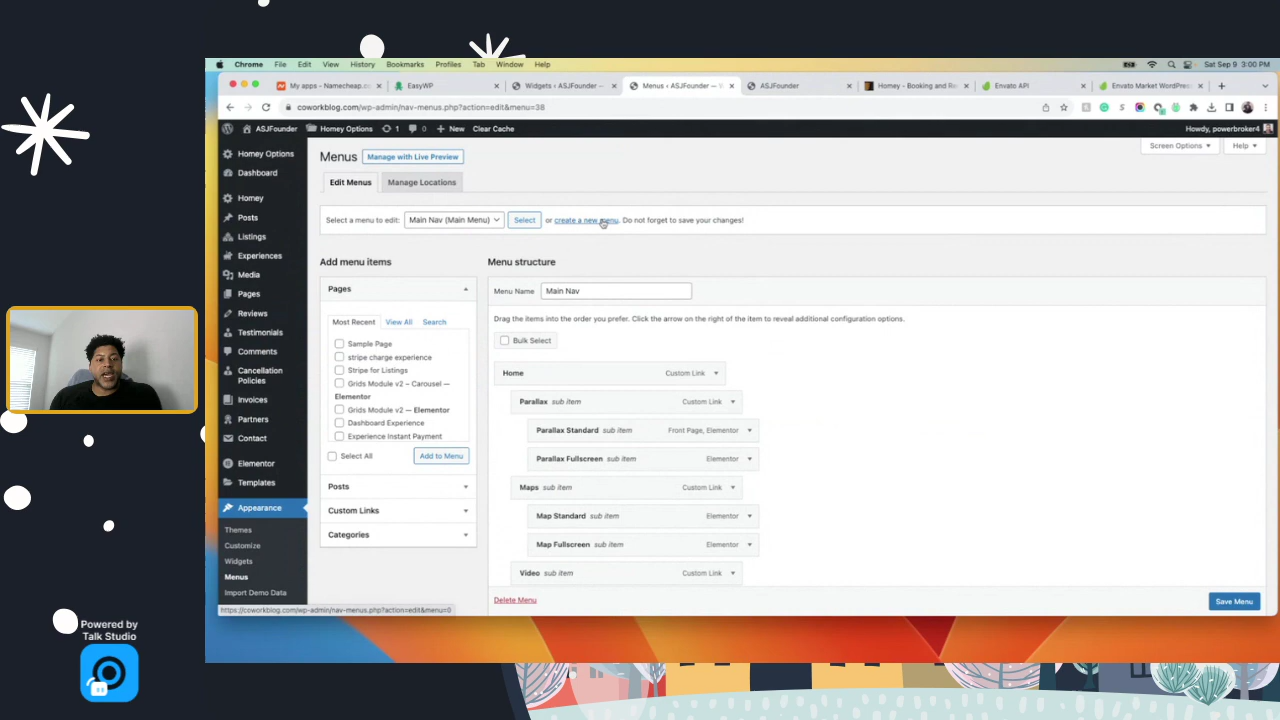 Chrome File Edit View History Bookmarks Profiles Tab Window Help Sat Sep 9 3:00 PM
My apps – Namecheap.c EasyWP Widgets ‹ ASJFounder — Menus ‹ ASJFounder — W ASJFounder Homey - Booking and Re Envato API Envato Market WordPress
coworkblog.com/wp-admin/nav-menus.php?action=edit&menu=38
ASJFounder Homey Options 1 0 New Clear Cache Howdy, powerbroker4
Homey Options
Dashboard
Homey
Posts
Listings
Experiences
Media
Pages
Reviews
Testimonials
Comments
Cancellation
Policies
Invoices
Partners
Contact
Elementor
Templates
Appearance
Themes
Customize
Widgets
Menus
Import Demo Data
https://coworkblog.com/wp-admin/nav-menus.php?action=edit&menu=0
Menus Manage with Live Preview Screen Options Help
Edit Menus Manage Locations
Select a menu to edit: Main Nav (Main Menu) Select or create a new menu. Do not forget to save your changes!
Add menu items
Pages
Most Recent View All Search
Sample Page
stripe charge experience
Stripe for Listings
Grids Module v2 – Carousel —
Elementor
Grids Module v2 — Elementor
Dashboard Experience
Experience Instant Payment
Select All Add to Menu
Posts
Custom Links
Categories
Menu structure
Menu Name Main Nav
Drag the items into the order you prefer. Click the arrow on the right of the item to reveal additional configuration options.
Bulk Select
Home Custom Link
Parallax sub item Custom Link
Parallax Standard sub item Front Page, Elementor
Parallax Fullscreen sub item Elementor
Maps sub item Custom Link
Map Standard sub item Elementor
Map Fullscreen sub item Elementor
Video sub item Custom Link
Delete Menu Save Menu
Powered by
Talk Studio